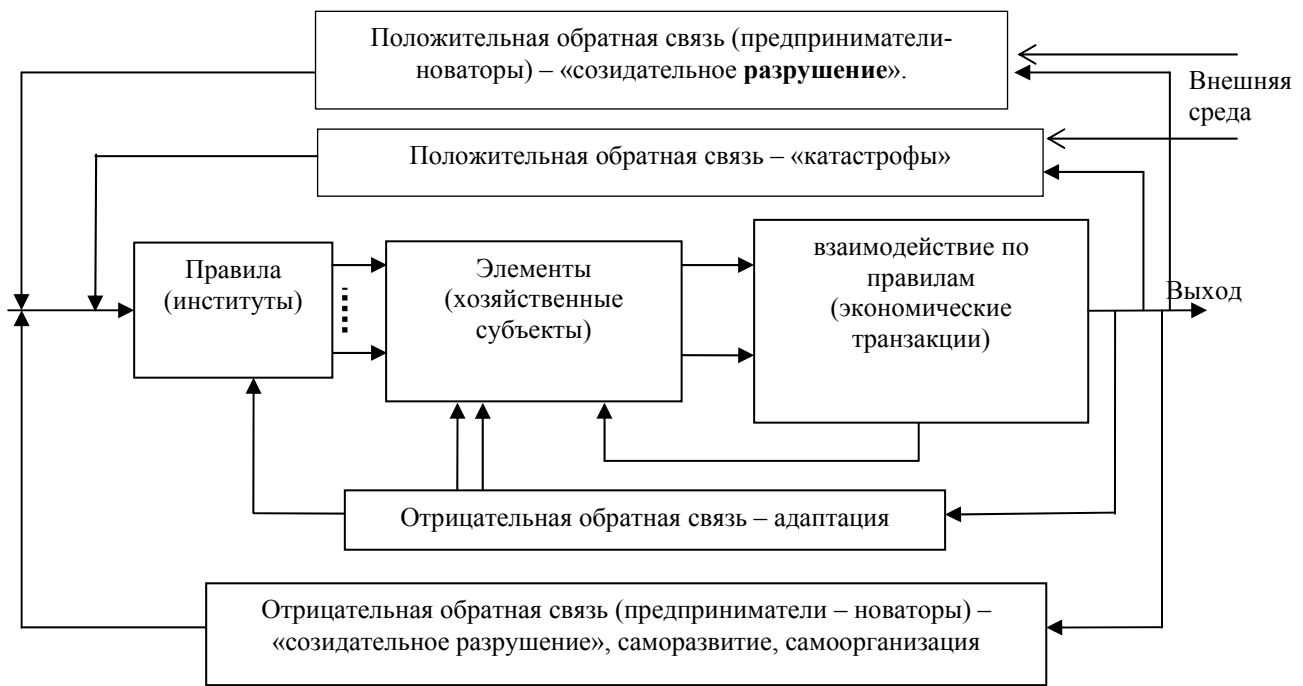 Положительная обратная связь (предприниматели-
новаторы) – «созидательное разрушение».
Внешняя
среда
Положительная обратная связь – «катастрофы»
Правила
(институты)
Элементы
(хозяйственные
субъекты)
взаимодействие по
правилам
(экономические
транзакции)
Выход
Отрицательная обратная связь – адаптация
Отрицательная обратная связь (предприниматели – новаторы) –
«созидательное разрушение», саморазвитие, самоорганизация